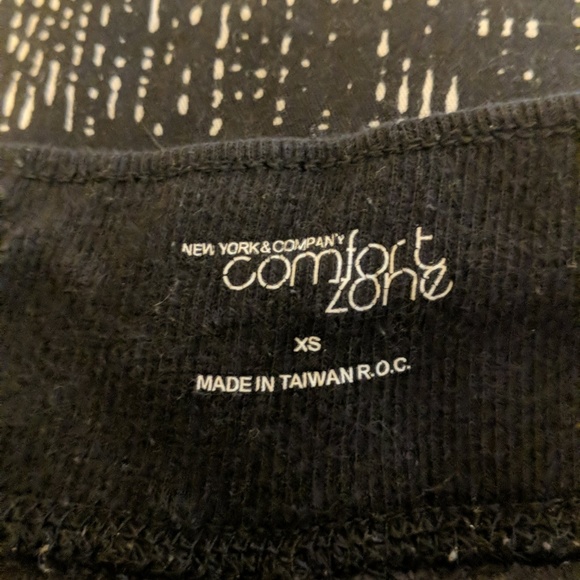 NEW YORK & COMPANY
comfort
zone
XS
MADE IN TAIWAN R.O.C.